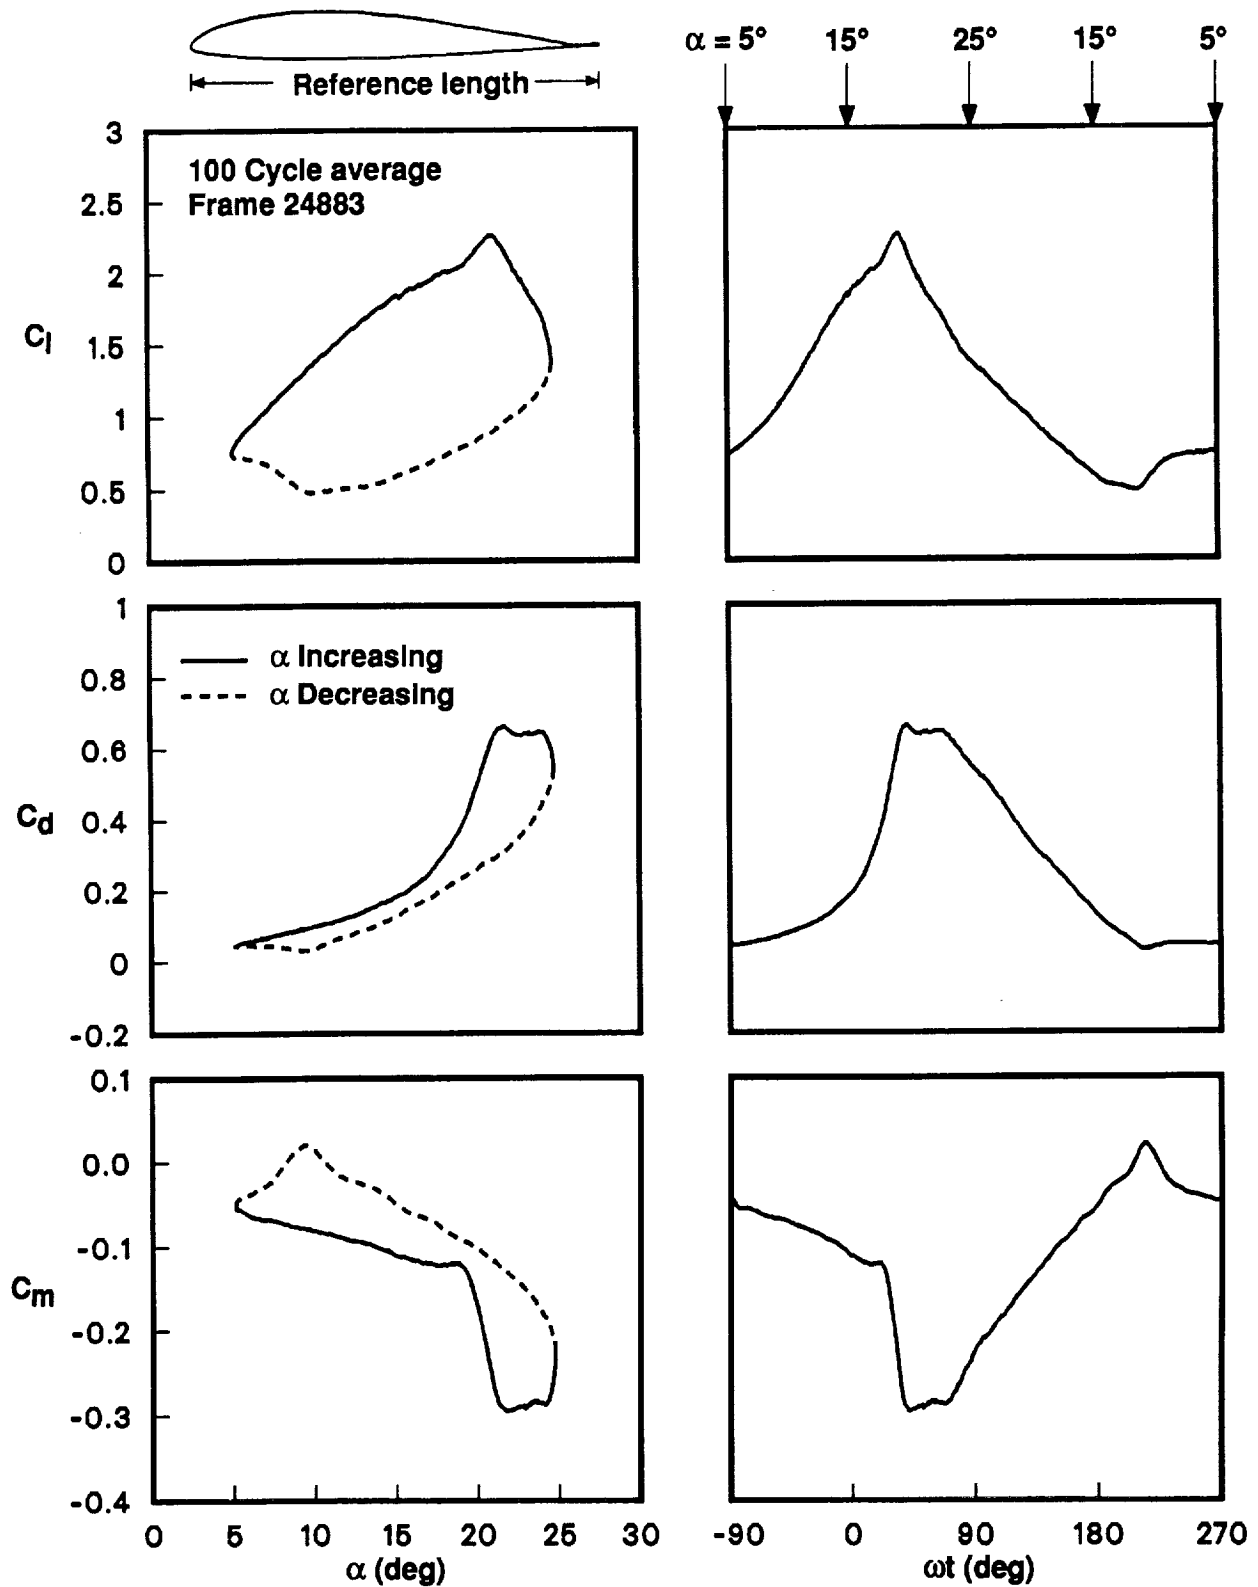 α = 5° 15° 25° 15° 5°
Reference length
3
100 Cycle average
2.5
Frame 24883
2
Cl
1.5
1
0.5
0
1
α Increasing
0.8
α Decreasing
0.6
Cd
0.4
0.2
0
-0.2
0.1
0.0
-0.1
Cm
-0.2
-0.3
-0.4
0 5 10 15 20 25 30
α (deg)
-90 0 90 180 270
ωt (deg)